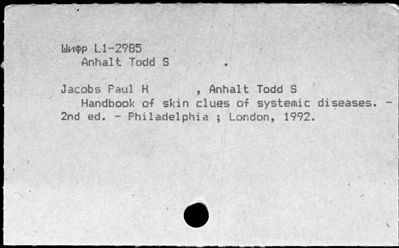 Шифр L1-2985
Anhalt Todd S .
Jacobs Paul H , Anhalt Todd S
Handbook of skin clues of systemic diseases. -
2nd ed. - Philadelphia ; London, 1992.